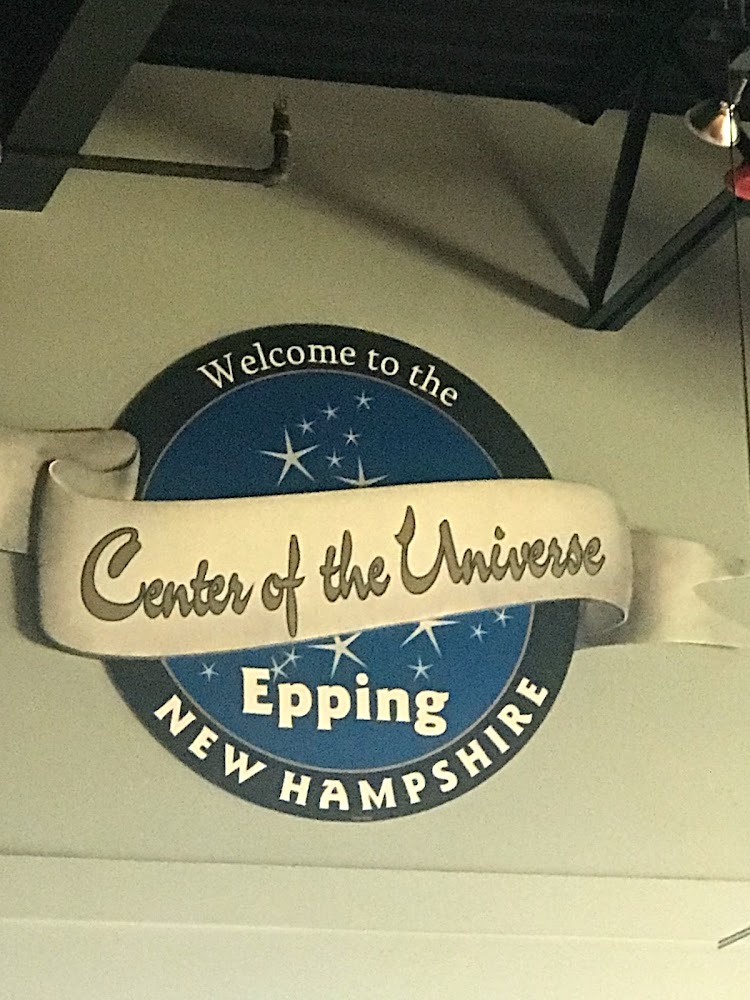 Welcome to the
Center of the Universe
Epping
NEW HAMPSHIRE